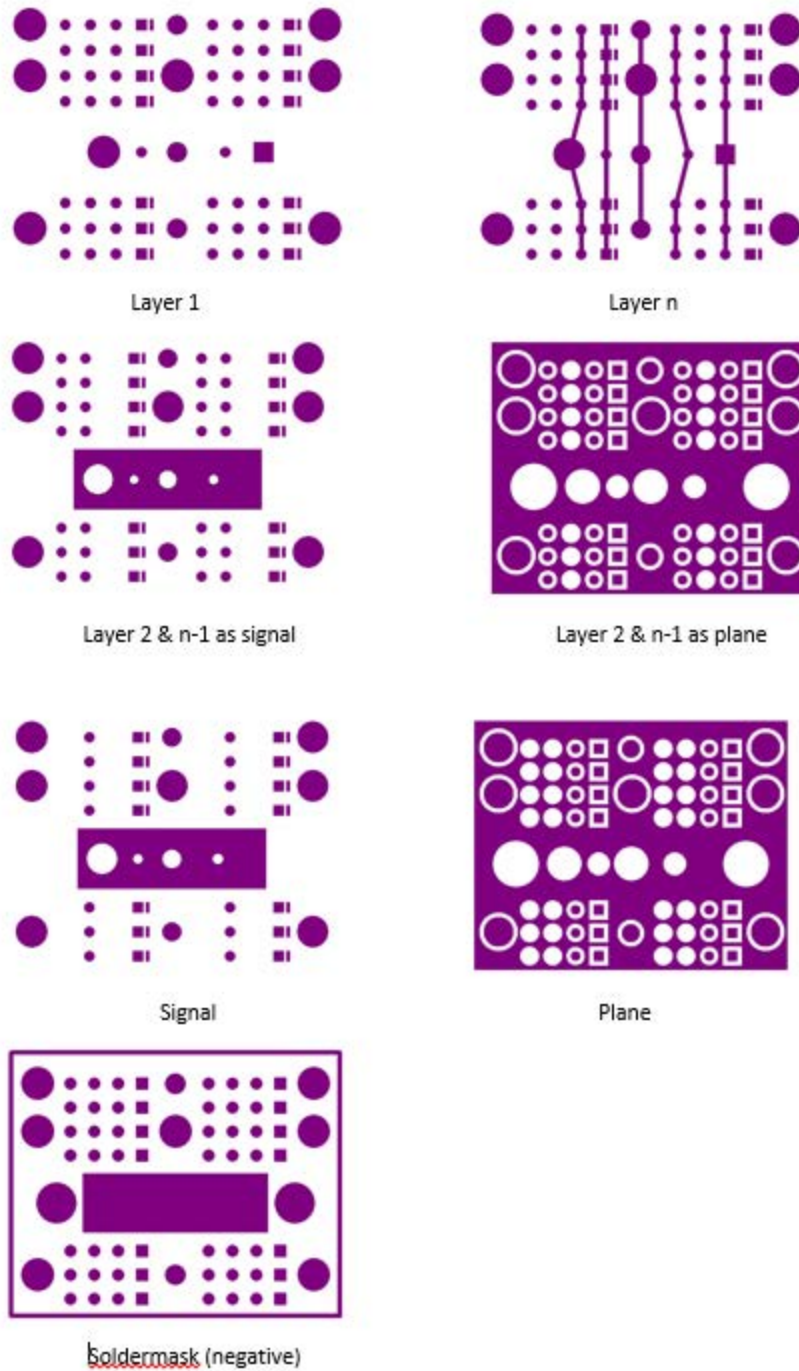 Layer 1
Layer n
Layer 2 & n-1 as signal
Layer 2 & n-1 as plane
Signal
Plane
Soldermask (negative)